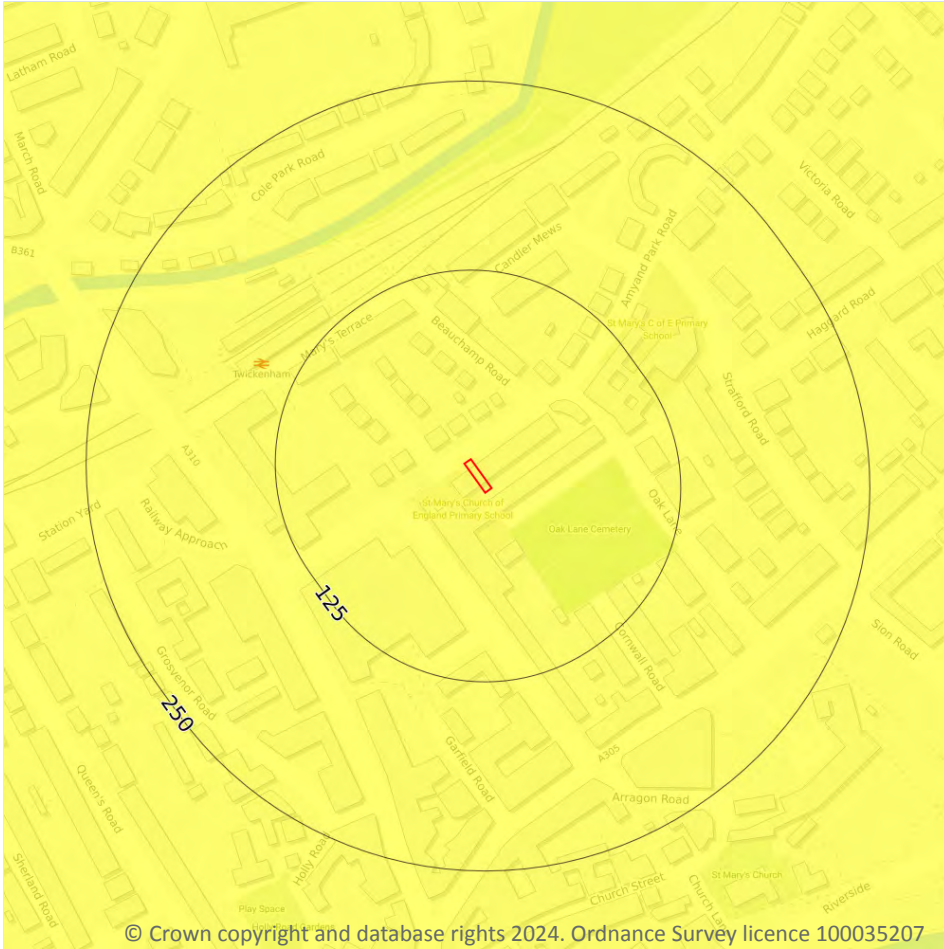 Latham Road
March Road
Cole Park Road
Victoria Road
B361
Candler Mews
Amyand Park Road
Haggard Road
Mary's Terrace
Beauchamp Road
St Mary's C of E Primary
School
Twickenham
Strafford Road
A310
St Mary's Church of
England Primary School
Oak Lane
Oak Lane Cemetery
Station Yard
Railway Approach
125
Cornwall Road
Sion Road
Grosvenor Road
250
Garfield Road
A305
Queen's Road
Arragon Road
Holly Road
Sherland Road
St Mary's Church
Church Street
Church Lane
Riverside
Play Space
© Crown copyright and database rights 2024. Ordnance Survey licence 100035207